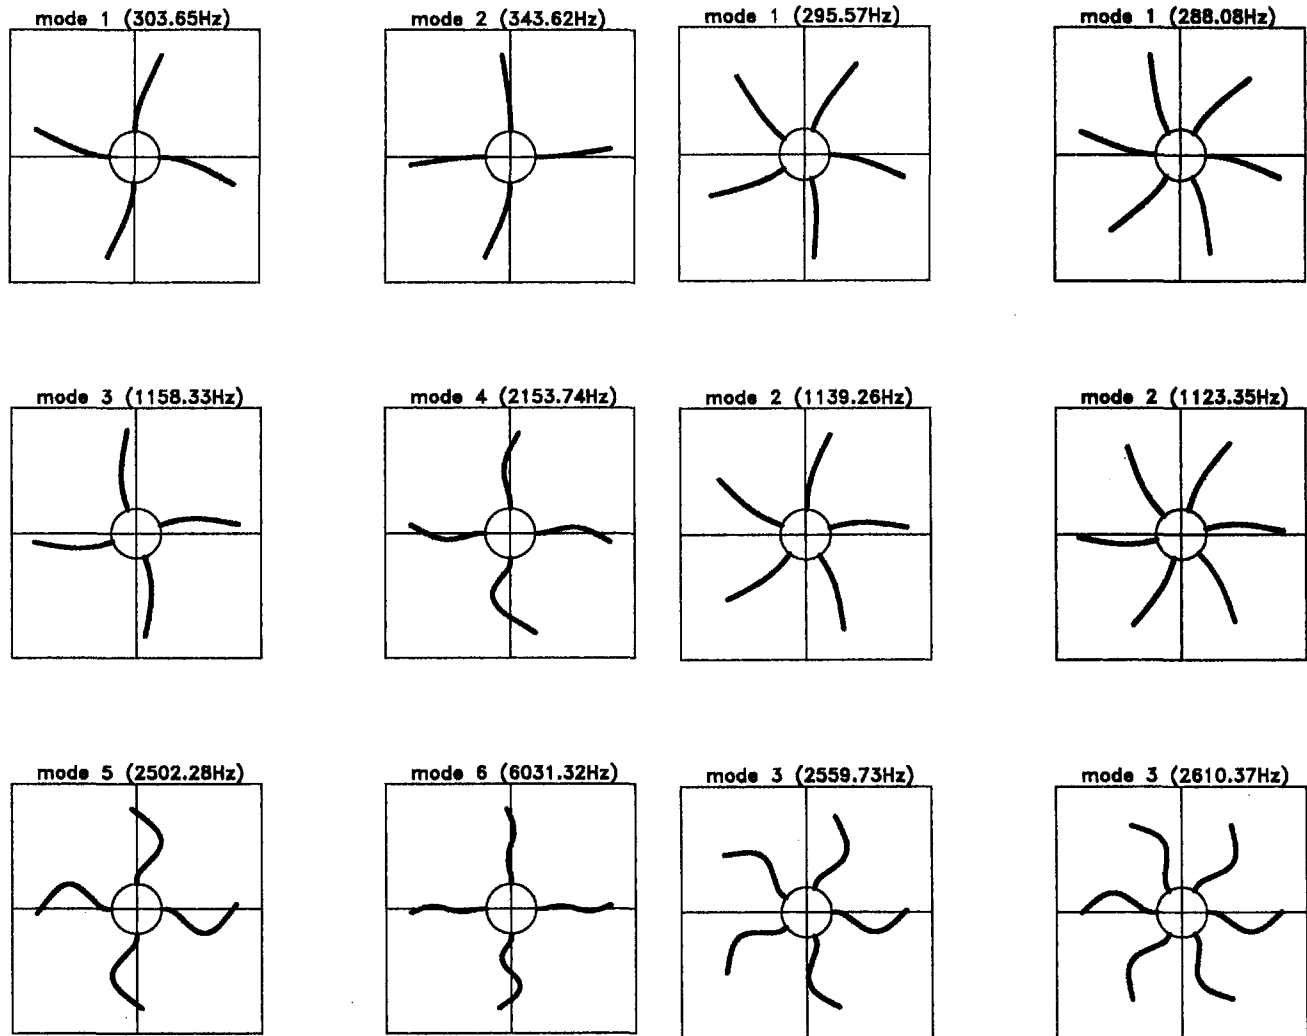 mode 1 (303.65Hz)
mode 2 (343.62Hz)
mode 1 (295.57Hz)
mode 1 (288.08Hz)
mode 3 (1158.33Hz)
mode 4 (2153.74Hz)
mode 2 (1139.26Hz)
mode 2 (1123.35Hz)
mode 5 (2502.28Hz)
mode 6 (6031.32Hz)
mode 3 (2559.73Hz)
mode 3 (2610.37Hz)